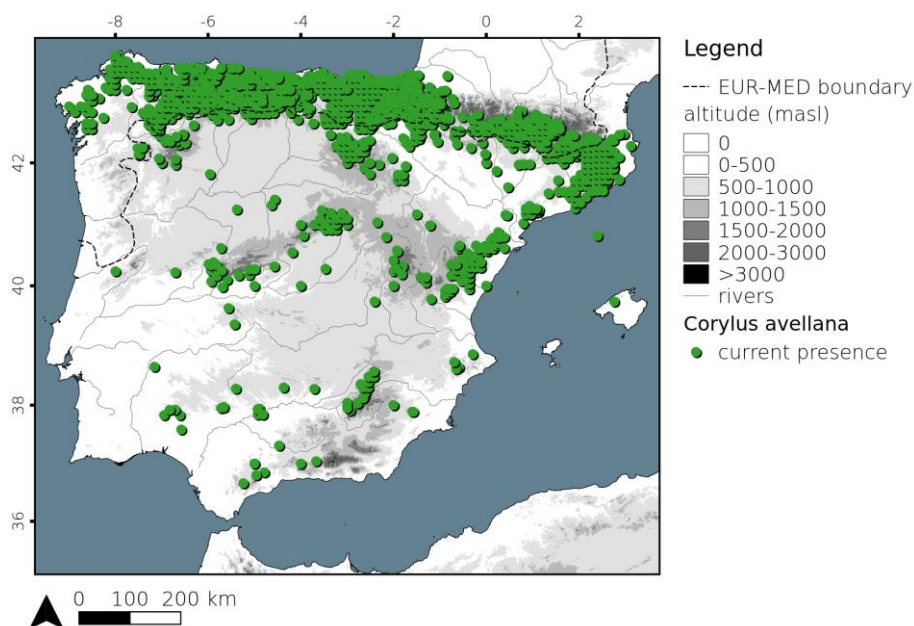 -8 -6 -4 -2 0 2
42
40
38
36
Legend
EUR-MED boundary
altitude (masl)
0
0-500
500-1000
1000-1500
1500-2000
2000-3000
>3000
rivers
Corylus avellana
current presence
0 100 200 km